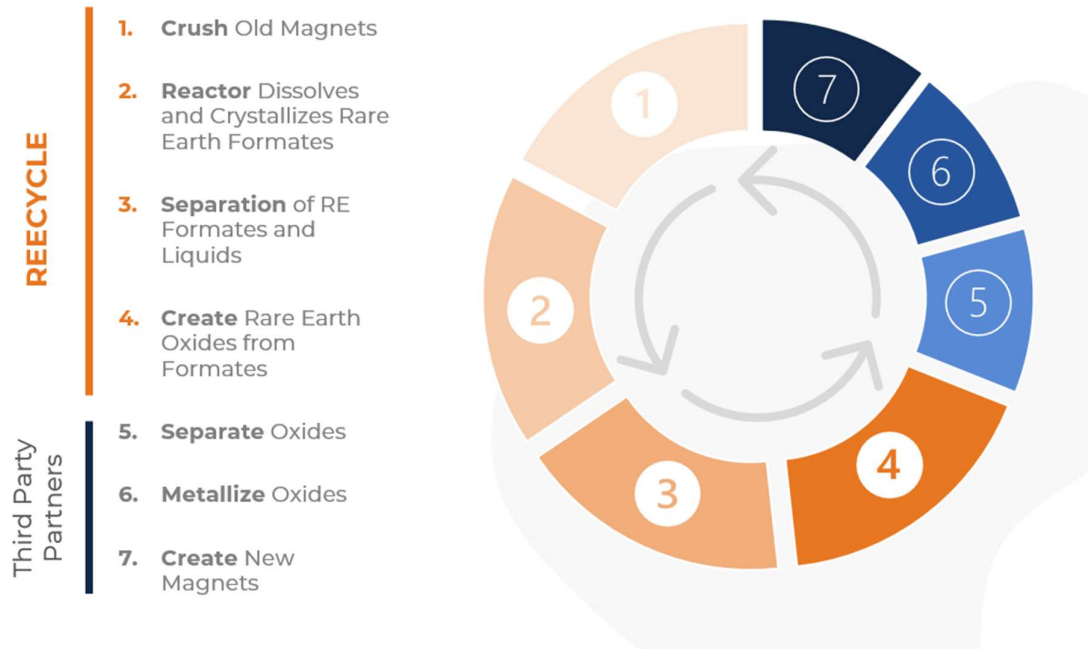 REECYCLE
1. Crush Old Magnets
2. Reactor Dissolves
and Crystallizes Rare
Earth Formates
3. Separation of RE
Formates and
Liquids
4. Create Rare Earth
Oxides from
Formates
Third Party
Partners
5. Separate Oxides
6. Metallize Oxides
7. Create New
Magnets
1
2
3
4
5
6
7